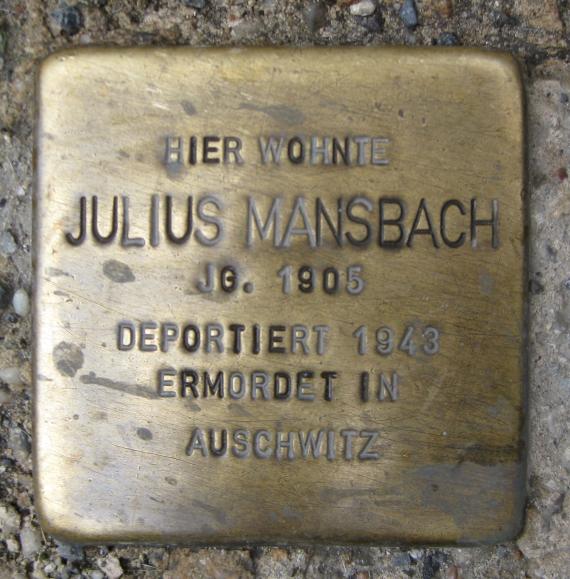 HIER WOHNTE
JULIUS MANSBACH
JG. 1905
DEPORTIERT 1943
ERMORDET IN
AUSCHWITZ